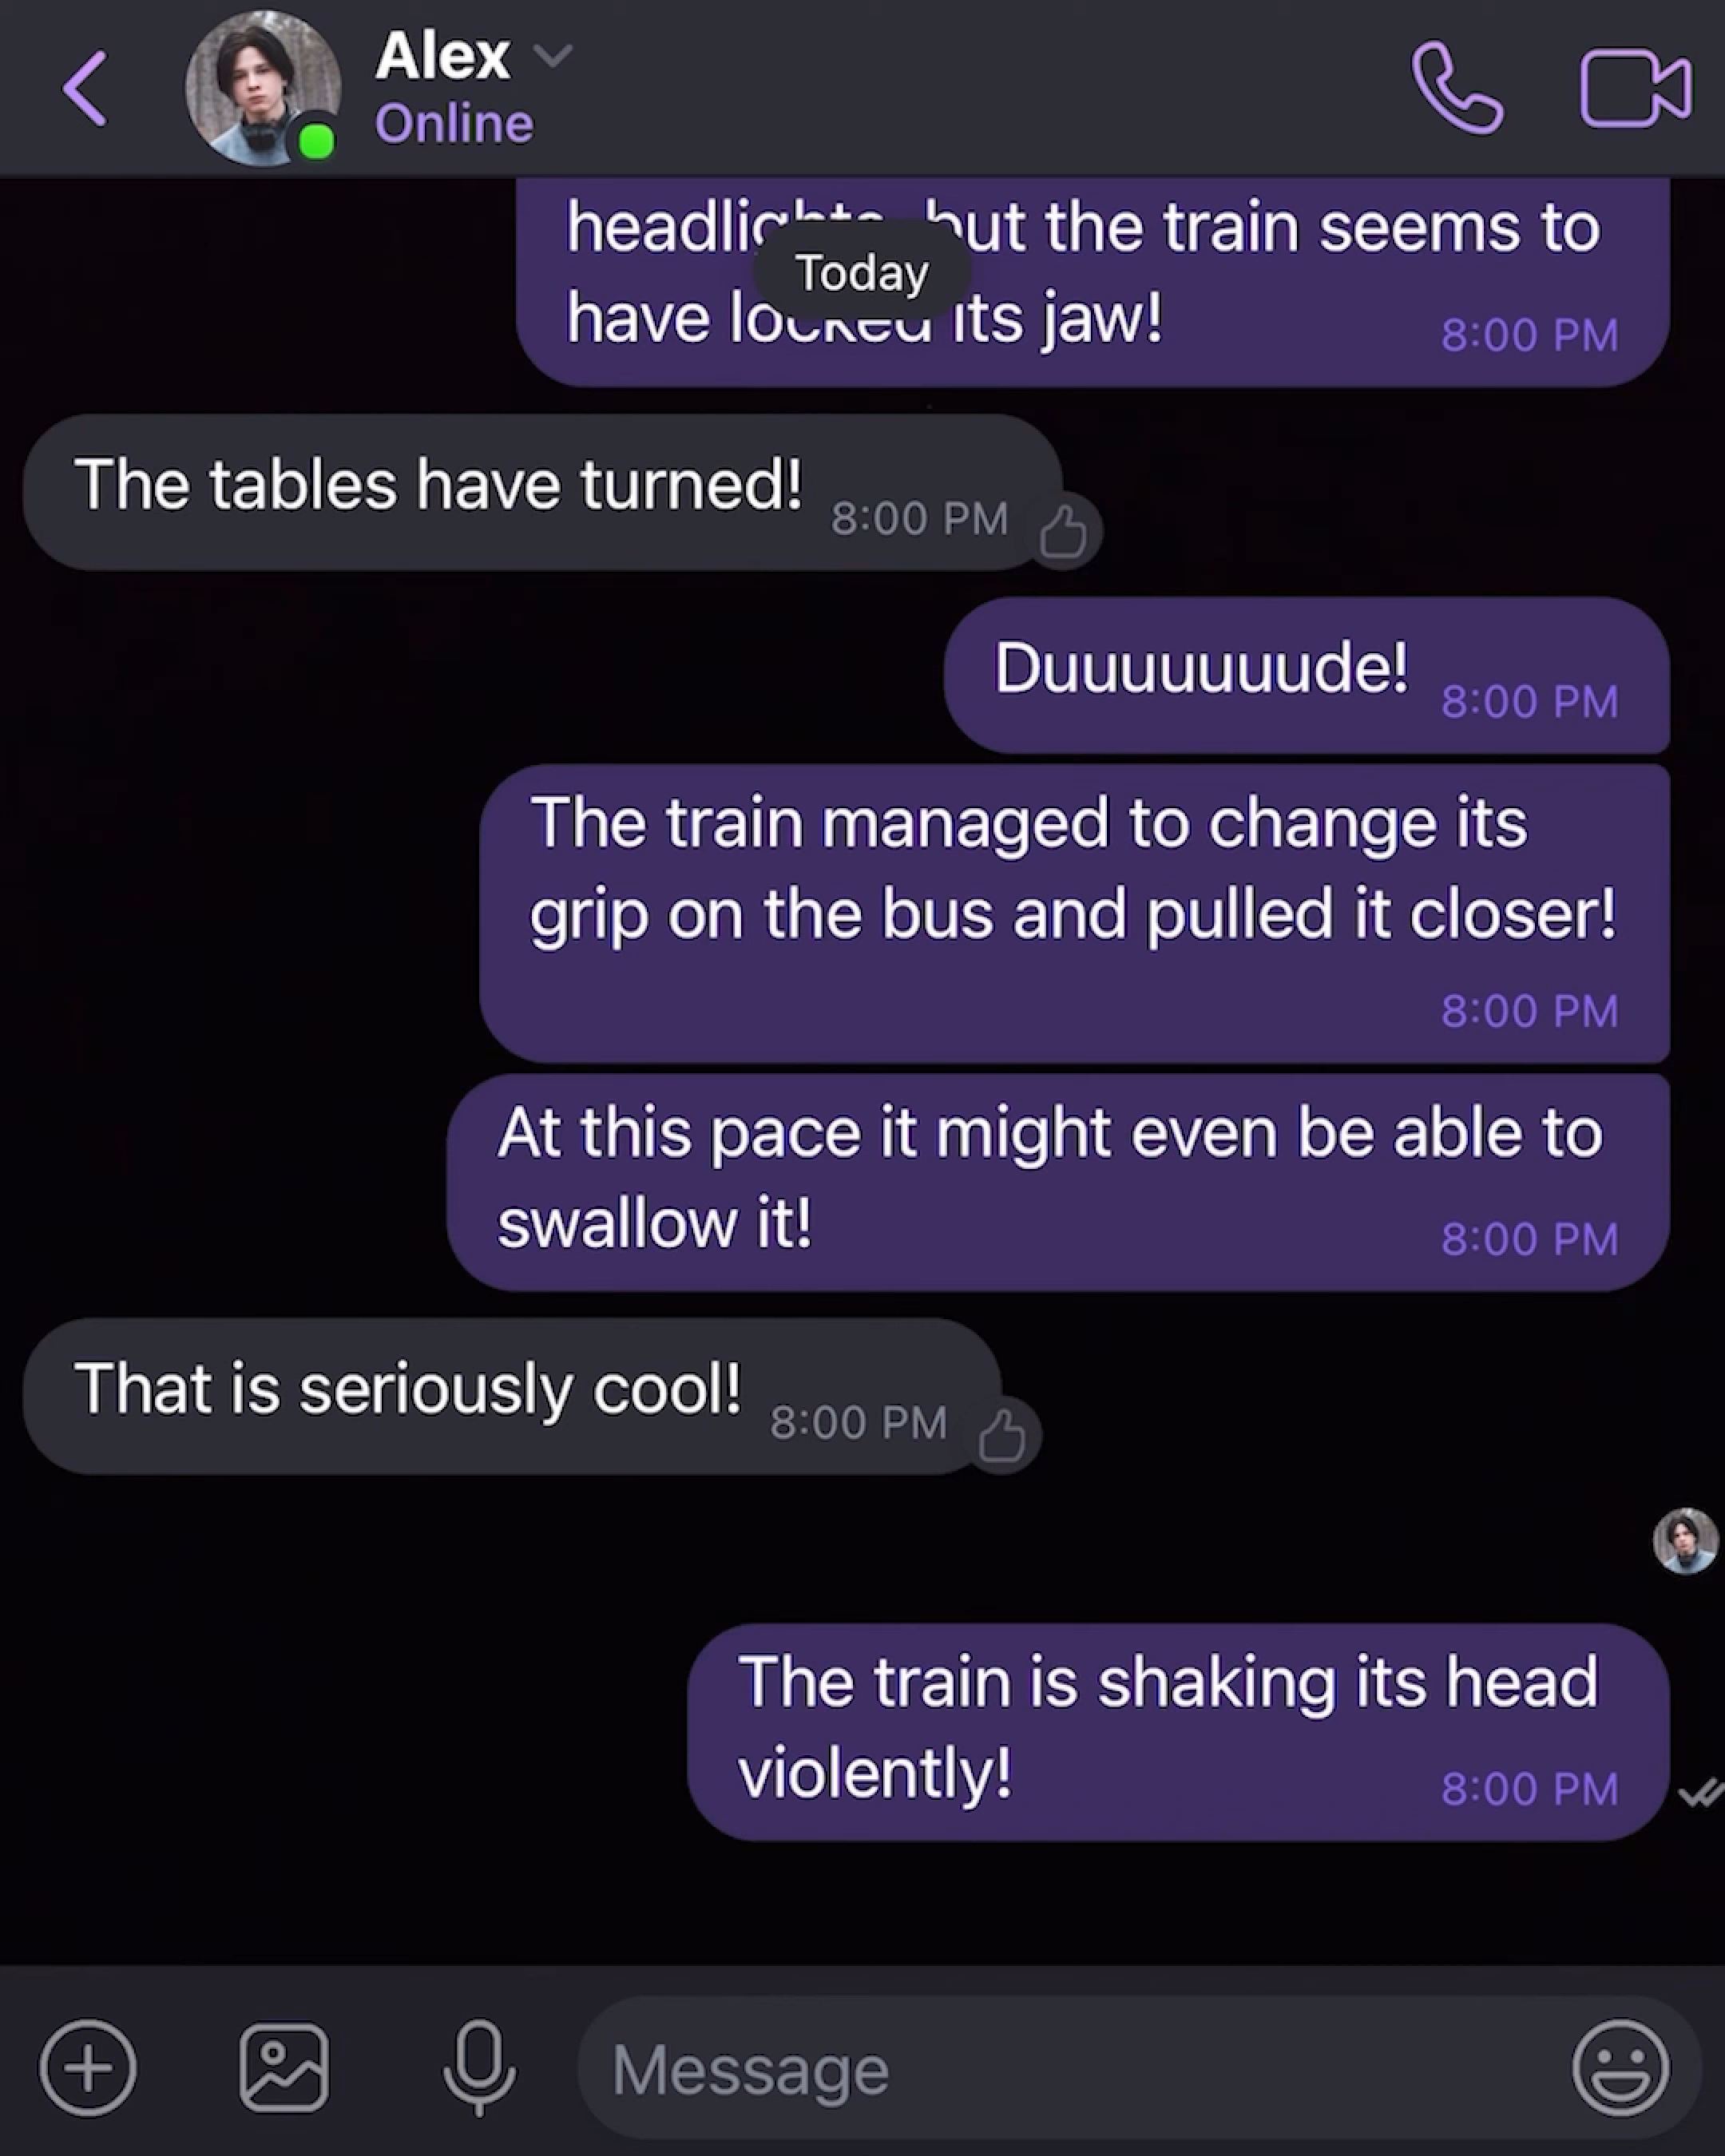 Alex
Online
headlights, but the train seems to
Today
have locked its jaw!
8:00 PM
The tables have turned!
8:00 PM
Duuuuuuude!
8:00 PM
The train managed to change its
grip on the bus and pulled it closer!
8:00 PM
At this pace it might even be able to
swallow it!
8:00 PM
That is seriously cool!
8:00 PM
The train is shaking its head
violently!
8:00 PM
Message